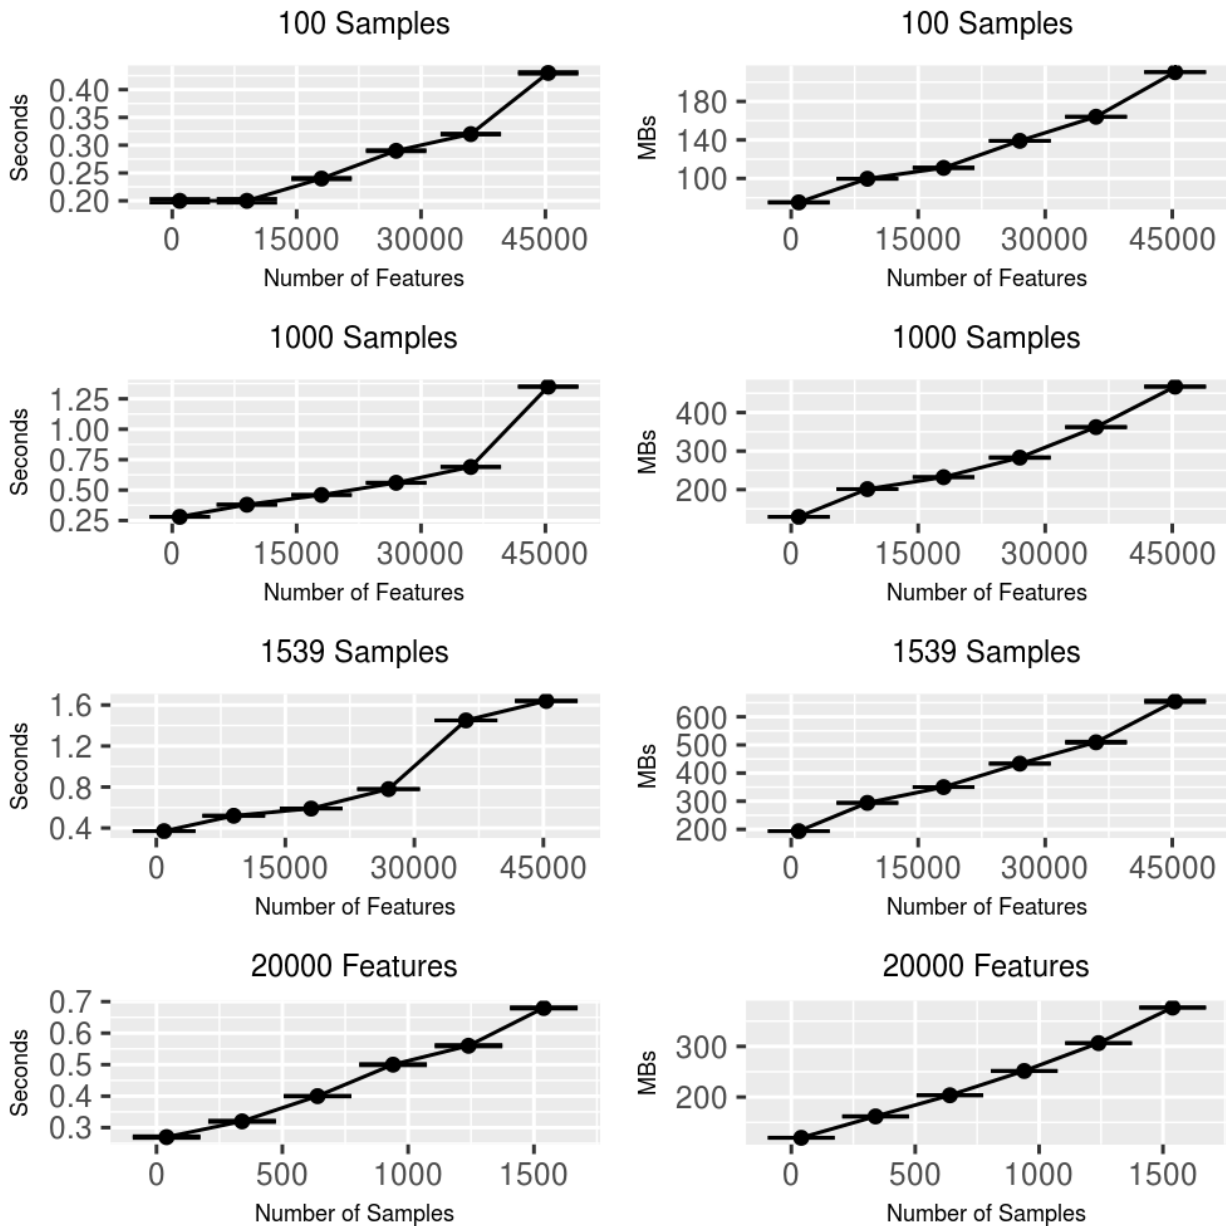 100 Samples
Seconds
0.40
0.35
0.30
0.25
0.20
0 15000 30000 45000
Number of Features
100 Samples
MBs
180
140
100
0 15000 30000 45000
Number of Features
1000 Samples
Seconds
1.25
1.00
0.75
0.50
0.25
0 15000 30000 45000
Number of Features
1000 Samples
MBs
400
300
200
0 15000 30000 45000
Number of Features
1539 Samples
Seconds
1.6
1.2
0.8
0.4
0 15000 30000 45000
Number of Features
1539 Samples
MBs
600
500
400
300
200
0 15000 30000 45000
Number of Features
20000 Features
Seconds
0.7
0.6
0.5
0.4
0.3
0 500 1000 1500
Number of Samples
20000 Features
MBs
300
200
0 500 1000 1500
Number of Samples